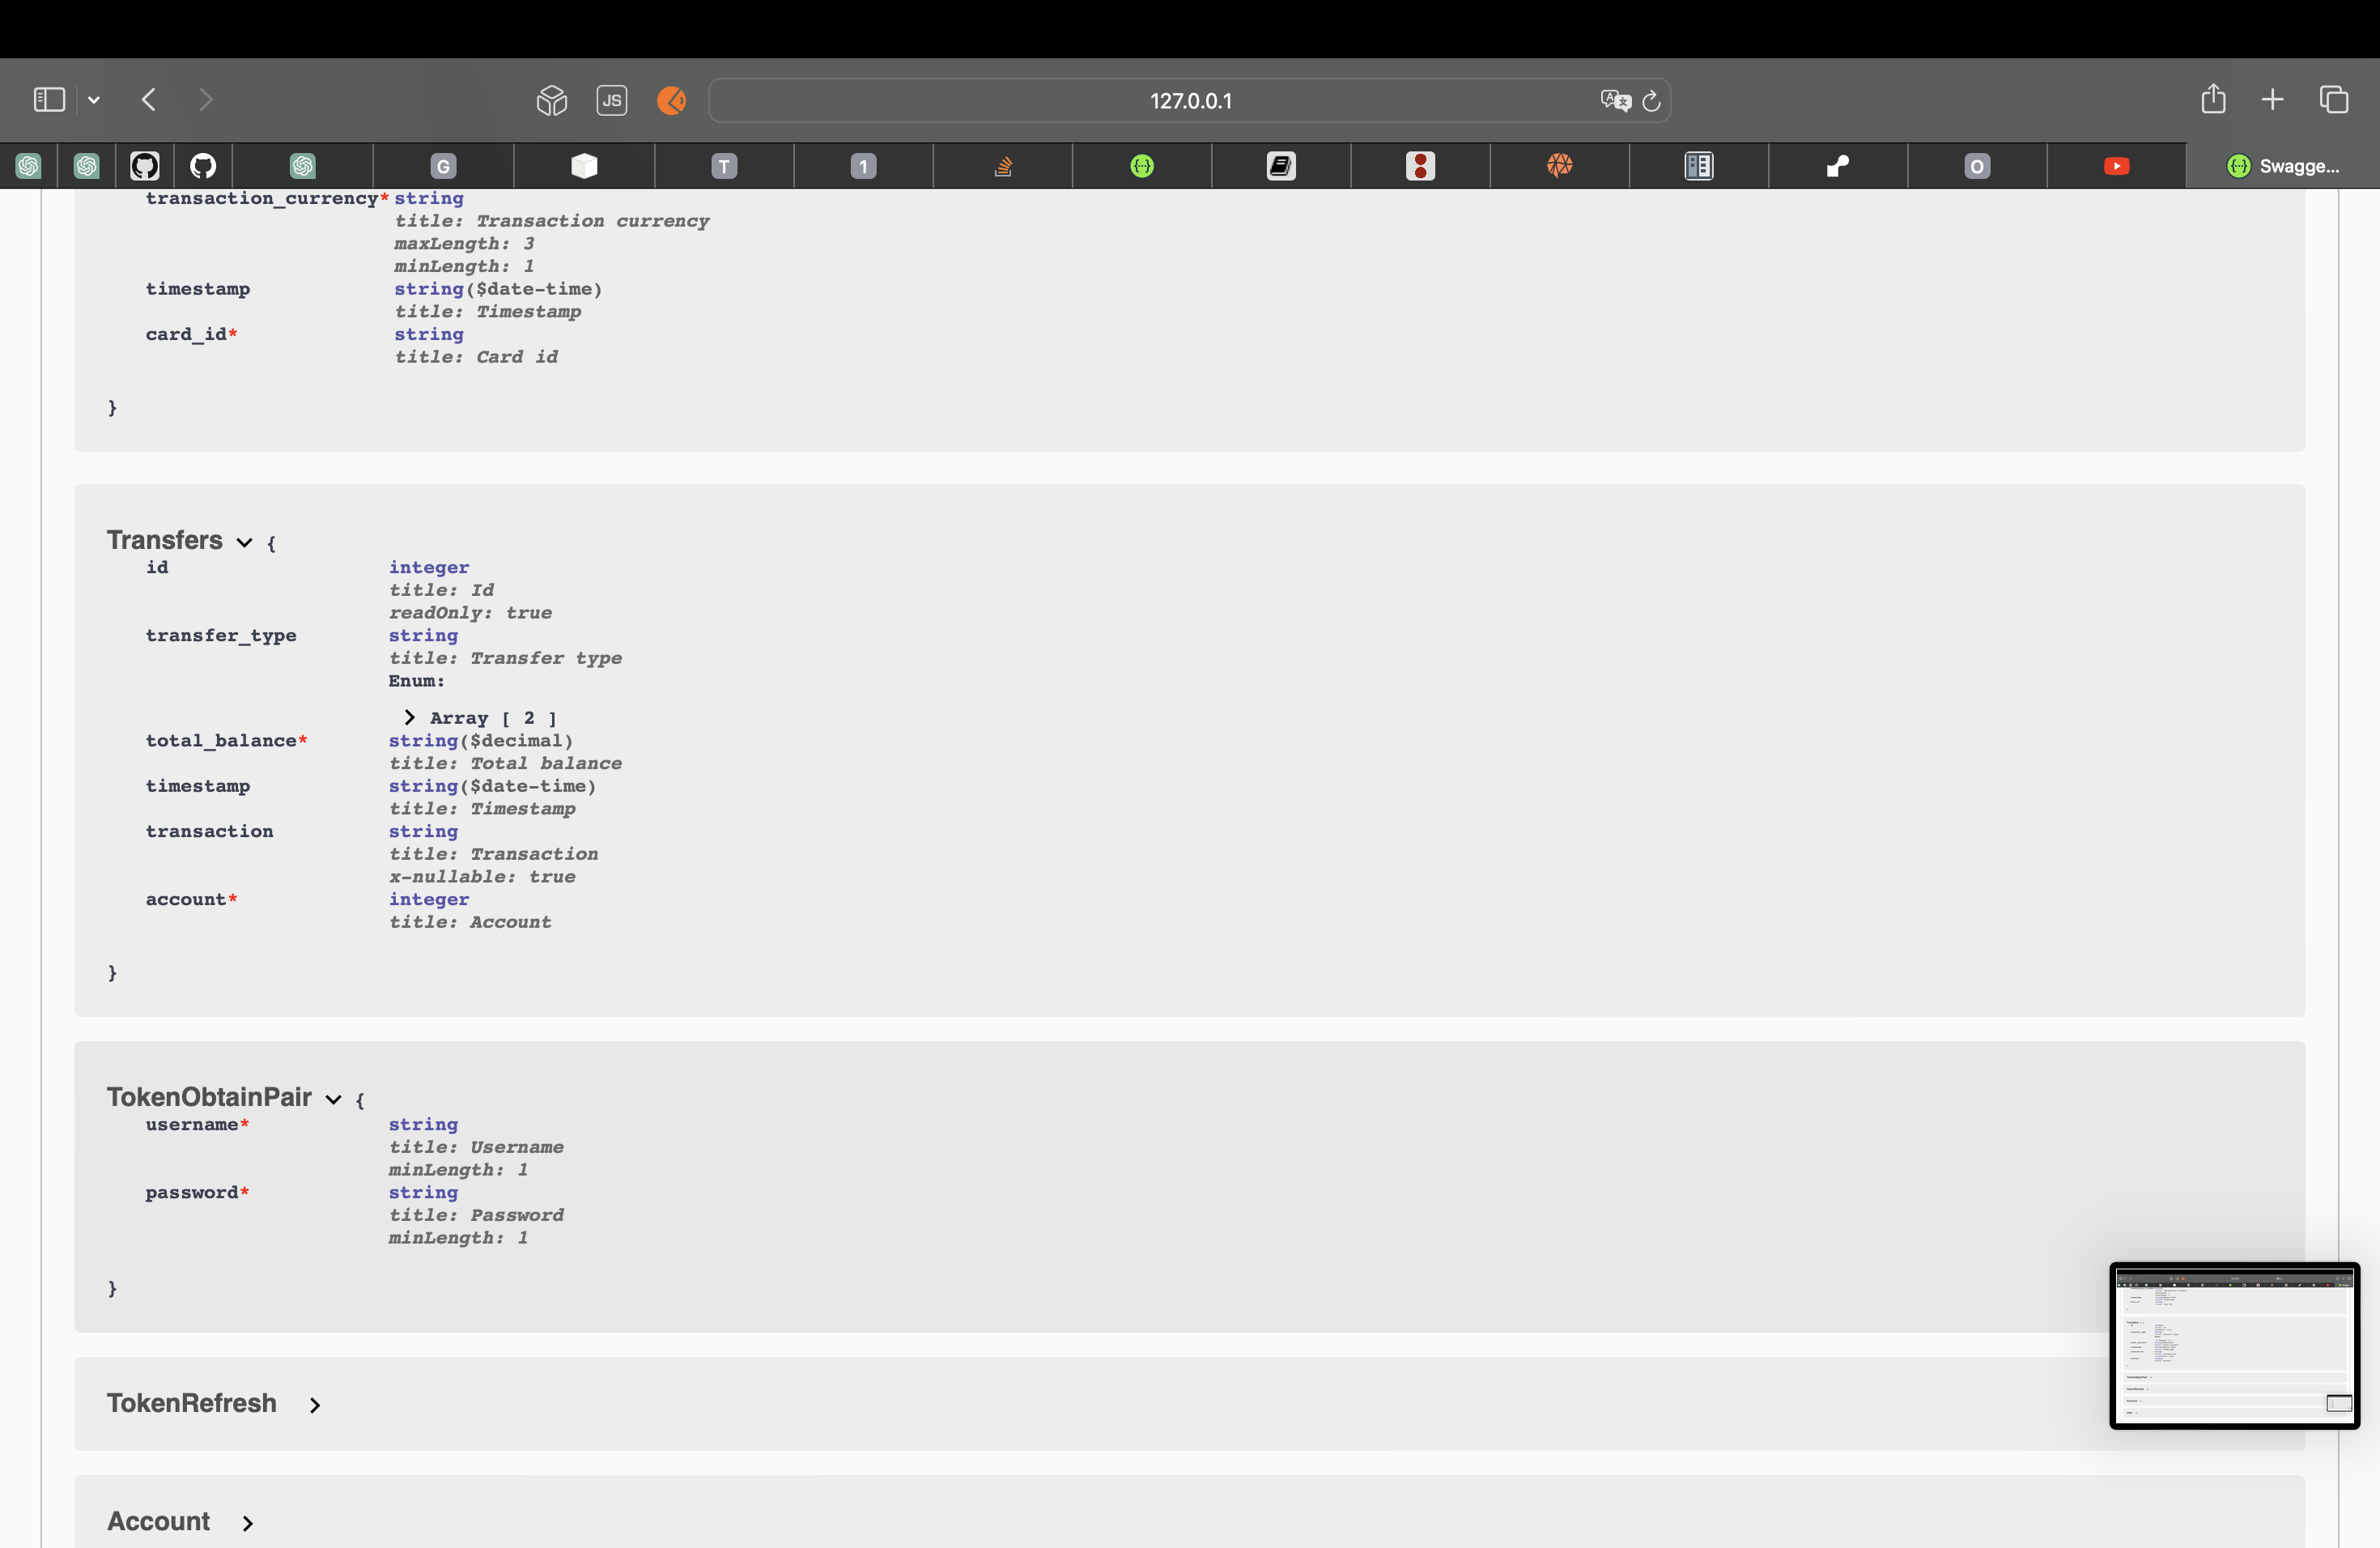 JS
127.0.0.1
G
T
1
O
Swagge...
transaction_currency* string
title: Transaction currency
maxLength: 3
minLength: 1
timestamp string($date-time)
title: Timestamp
card_id* string
title: Card id
}
Transfers {
id integer
title: Id
readOnly: true
transfer_type string
title: Transfer type
Enum:
Array [ 2 ]
total_balance* string($decimal)
title: Total balance
timestamp string($date-time)
title: Timestamp
transaction string
title: Transaction
x-nullable: true
account* integer
title: Account
}
TokenObtainPair {
username* string
title: Username
minLength: 1
password* string
title: Password
minLength: 1
}
TokenRefresh
Account